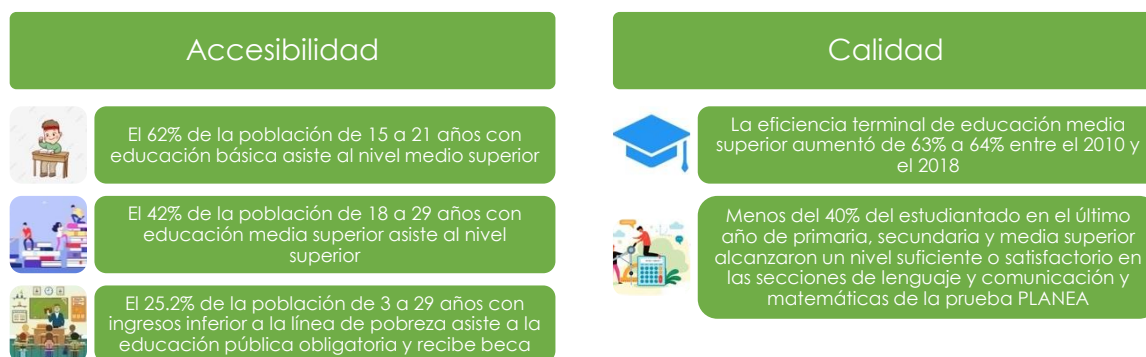 Accesibilidad
El 62% de la población de 15 a 21 años con
educación básica asiste al nivel medio superior
El 42% de la población de 18 a 29 años con
educación media superior asiste al nivel
superior
El 25.2% de la población de 3 a 29 años con
ingresos inferior a la línea de pobreza asiste a la
educación pública obligatoria y recibe beca
Calidad
La eficiencia terminal de educación media
superior aumentó de 63% a 64% entre el 2010 y
el 2018
Menos del 40% del estudiantado en el último
año de primaria, secundaria y media superior
alcanzaron un nivel suficiente o satisfactorio en
las secciones de lenguaje y comunicación y
matemáticas de la prueba PLANEA